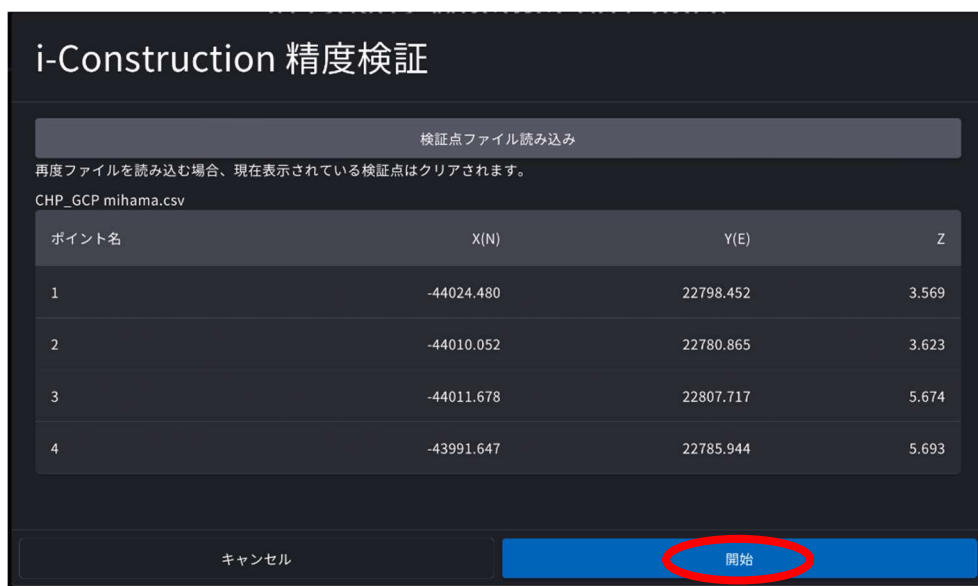 i-Construction 精度検証
検証点ファイル読み込み
再度ファイルを読み込む場合、現在表示されている検証点はクリアされます。
CHP_GCP mihama.csv
ポイント名 X(N) Y(E) Z
1 -44024.480 22798.452 3.569
2 -44010.052 22780.865 3.623
3 -44011.678 22807.717 5.674
4 -43991.647 22785.944 5.693
キャンセル 開始